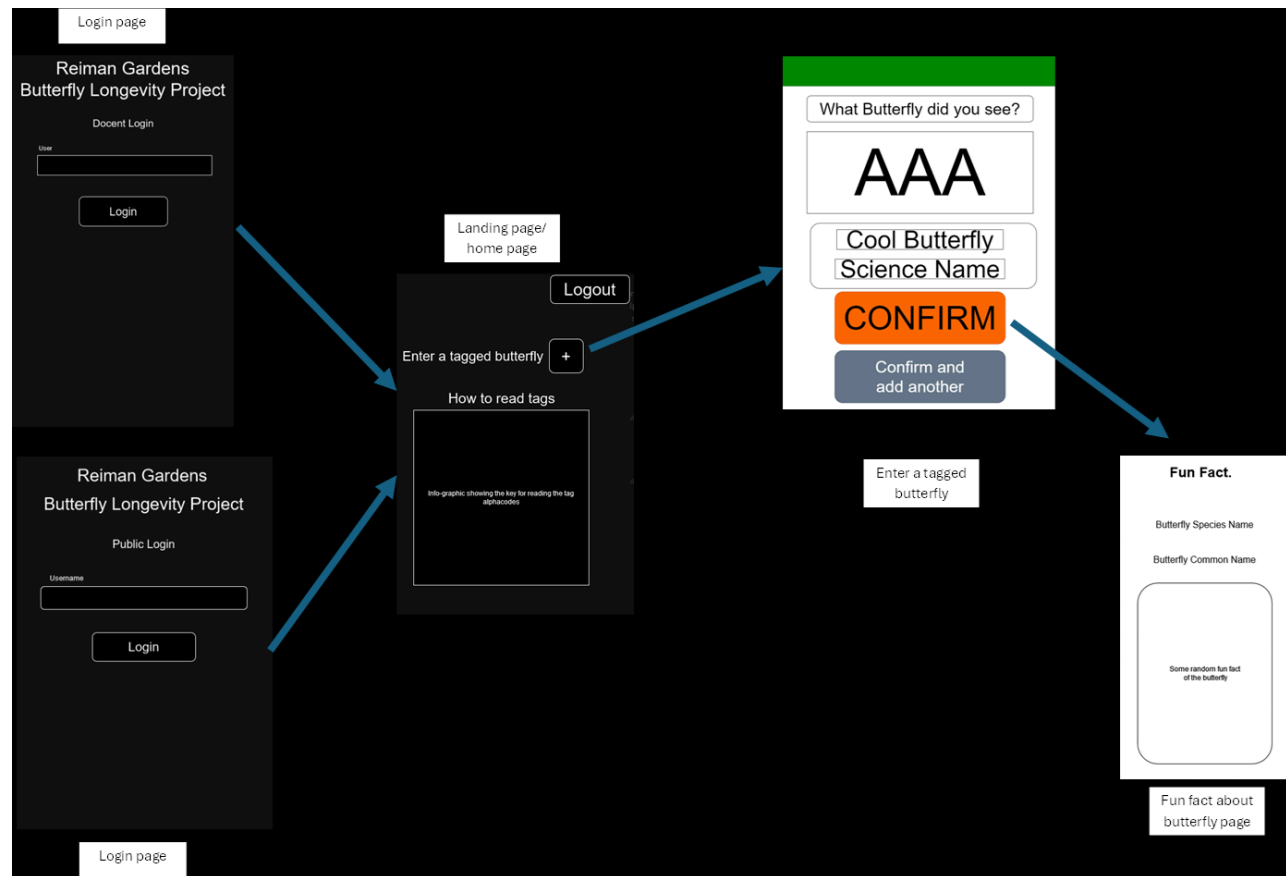 Login page
Reiman Gardens
Butterfly Longevity Project
Docent Login
User
Login
Reiman Gardens
Butterfly Longevity Project
Public Login
Username
Login
Login page
Landing page/
home page
Logout
Enter a tagged butterfly +
How to read tags
Info-graphic showing the key for reading the tag
alphacodes
What Butterfly did you see?
AAA
Cool Butterfly
Science Name
CONFIRM
Confirm and
add another
Enter a tagged
butterfly
Fun Fact.
Butterfly Species Name
Butterfly Common Name
Some random fun fact
of the butterfly
Fun fact about
butterfly page